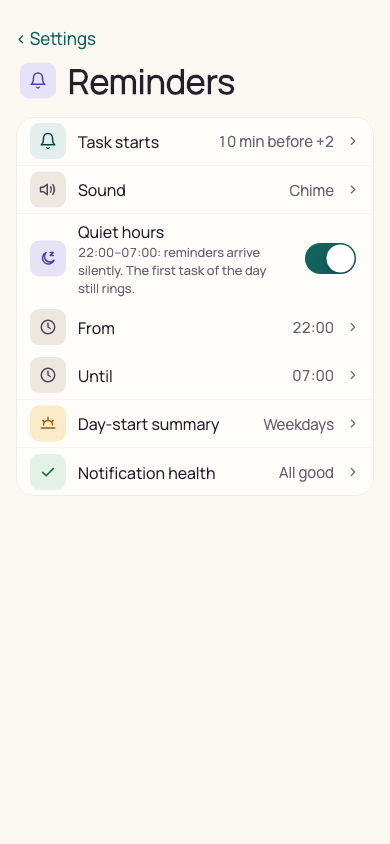 ‹ Settings
Reminders
Task starts 10 min before +2
Sound Chime
Quiet hours
22:00–07:00: reminders arrive
silently. The first task of the day
still rings.
From 22:00
Until 07:00
Day-start summary Weekdays
Notification health All good